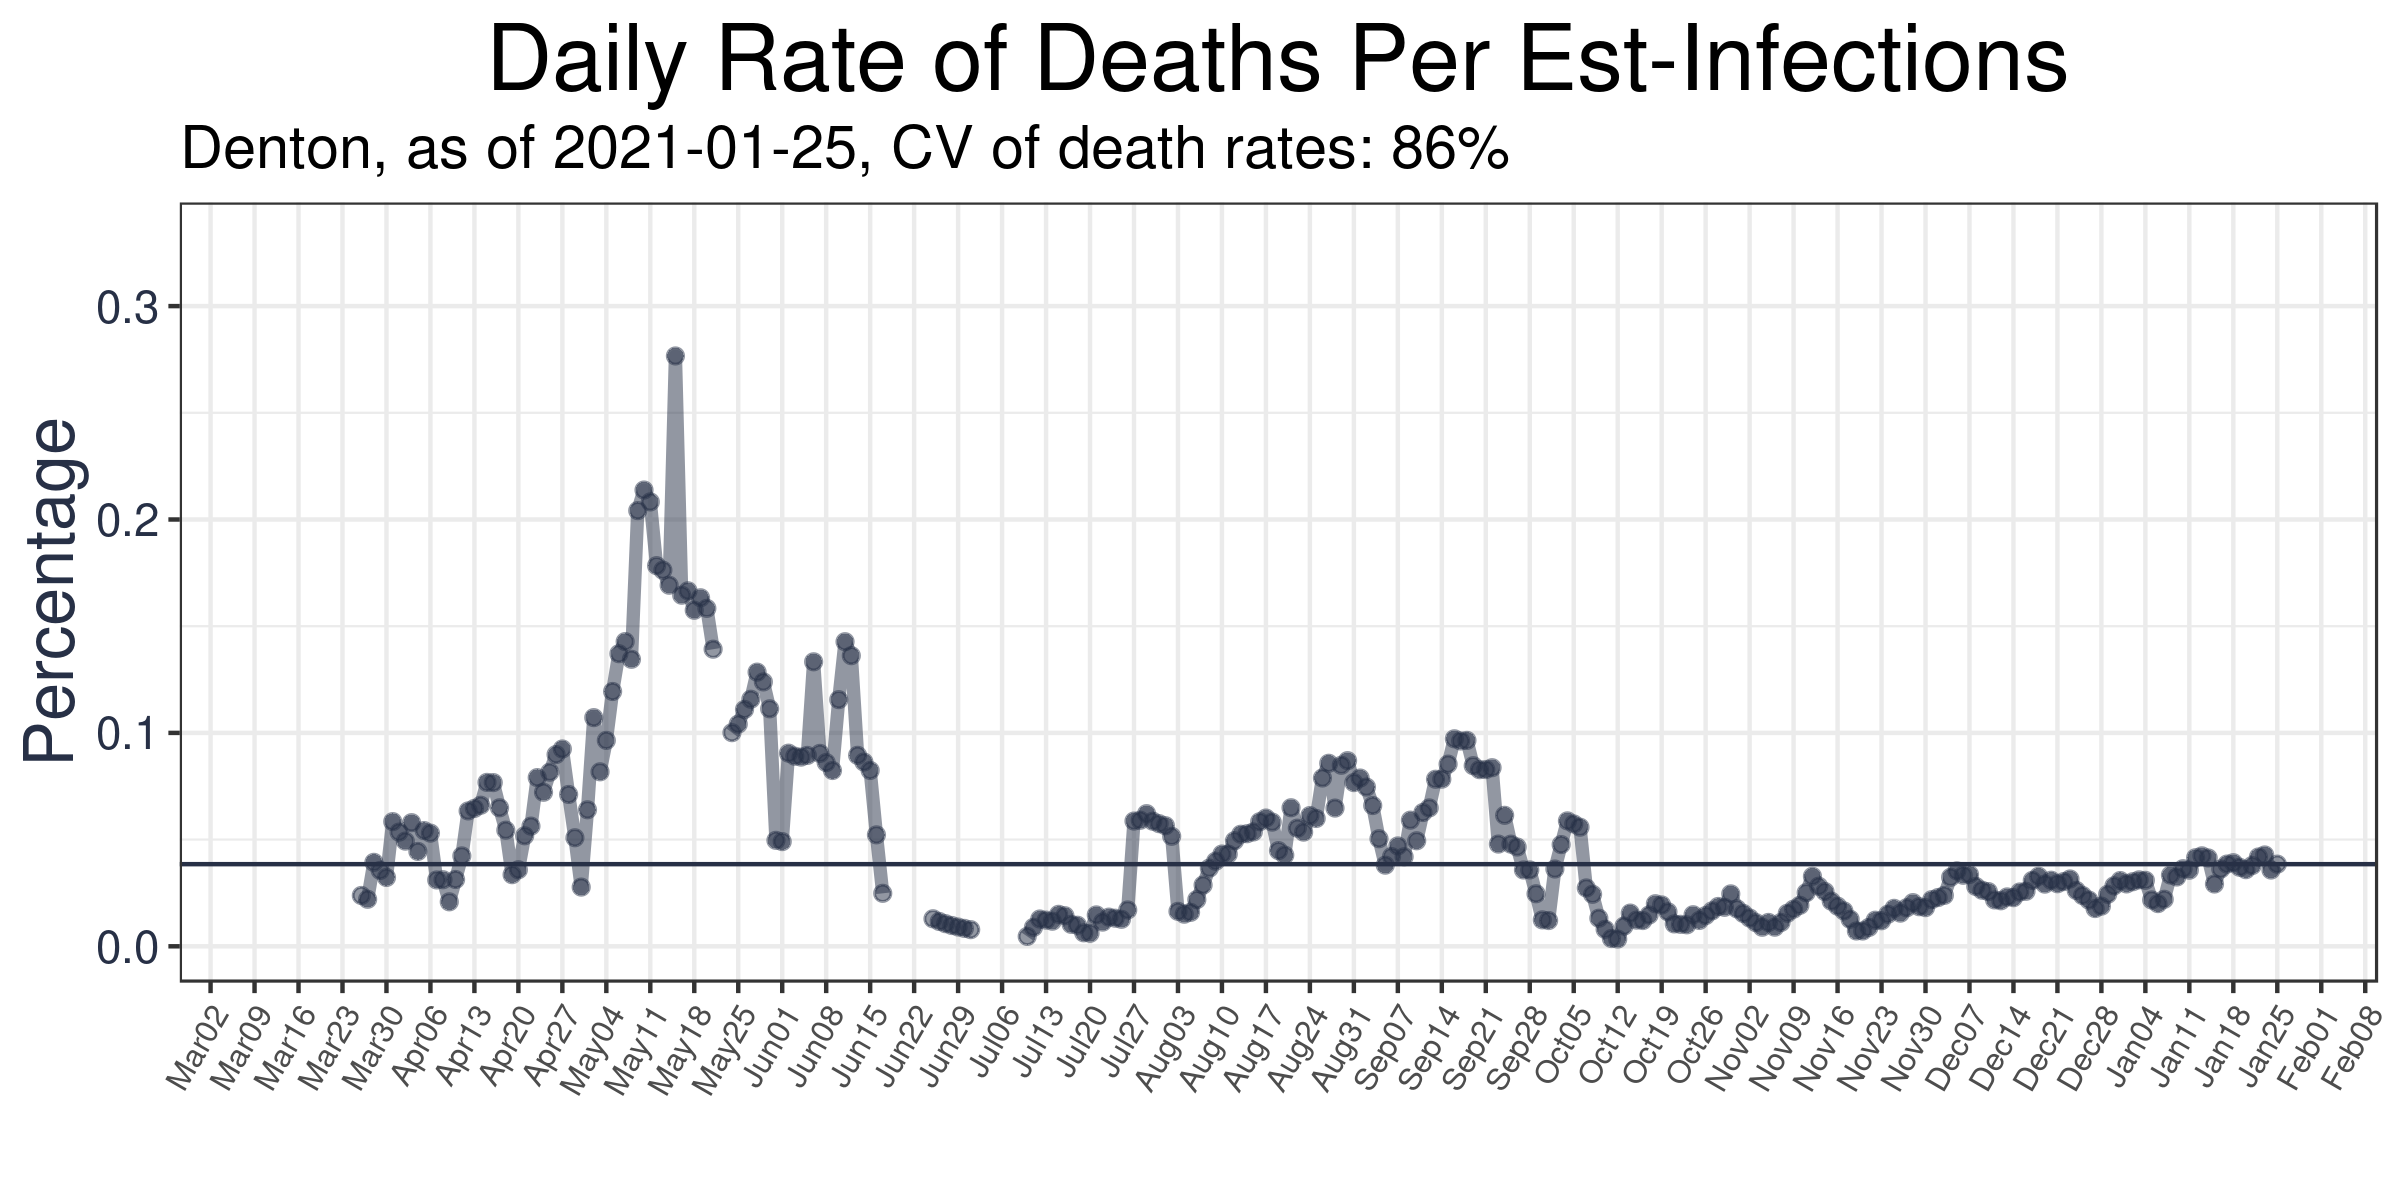 Daily Rate of Deaths Per Est-Infections
Denton, as of 2021-01-25, CV of death rates: 86%
Percentage
0.3
0.2
0.1
0.0
Mar02 Mar09 Mar16 Mar23 Mar30 Apr06 Apr13 Apr20 Apr27 May04 May11 May18 May25 Jun01 Jun08 Jun15 Jun22 Jun29 Jul06 Jul13 Jul20 Jul27 Aug03 Aug10 Aug17 Aug24 Aug31 Sep07 Sep14 Sep21 Sep28 Oct05 Oct12 Oct19 Oct26 Nov02 Nov09 Nov16 Nov23 Nov30 Dec07 Dec14 Dec21 Dec28 Jan04 Jan11 Jan18 Jan25 Feb01 Feb08